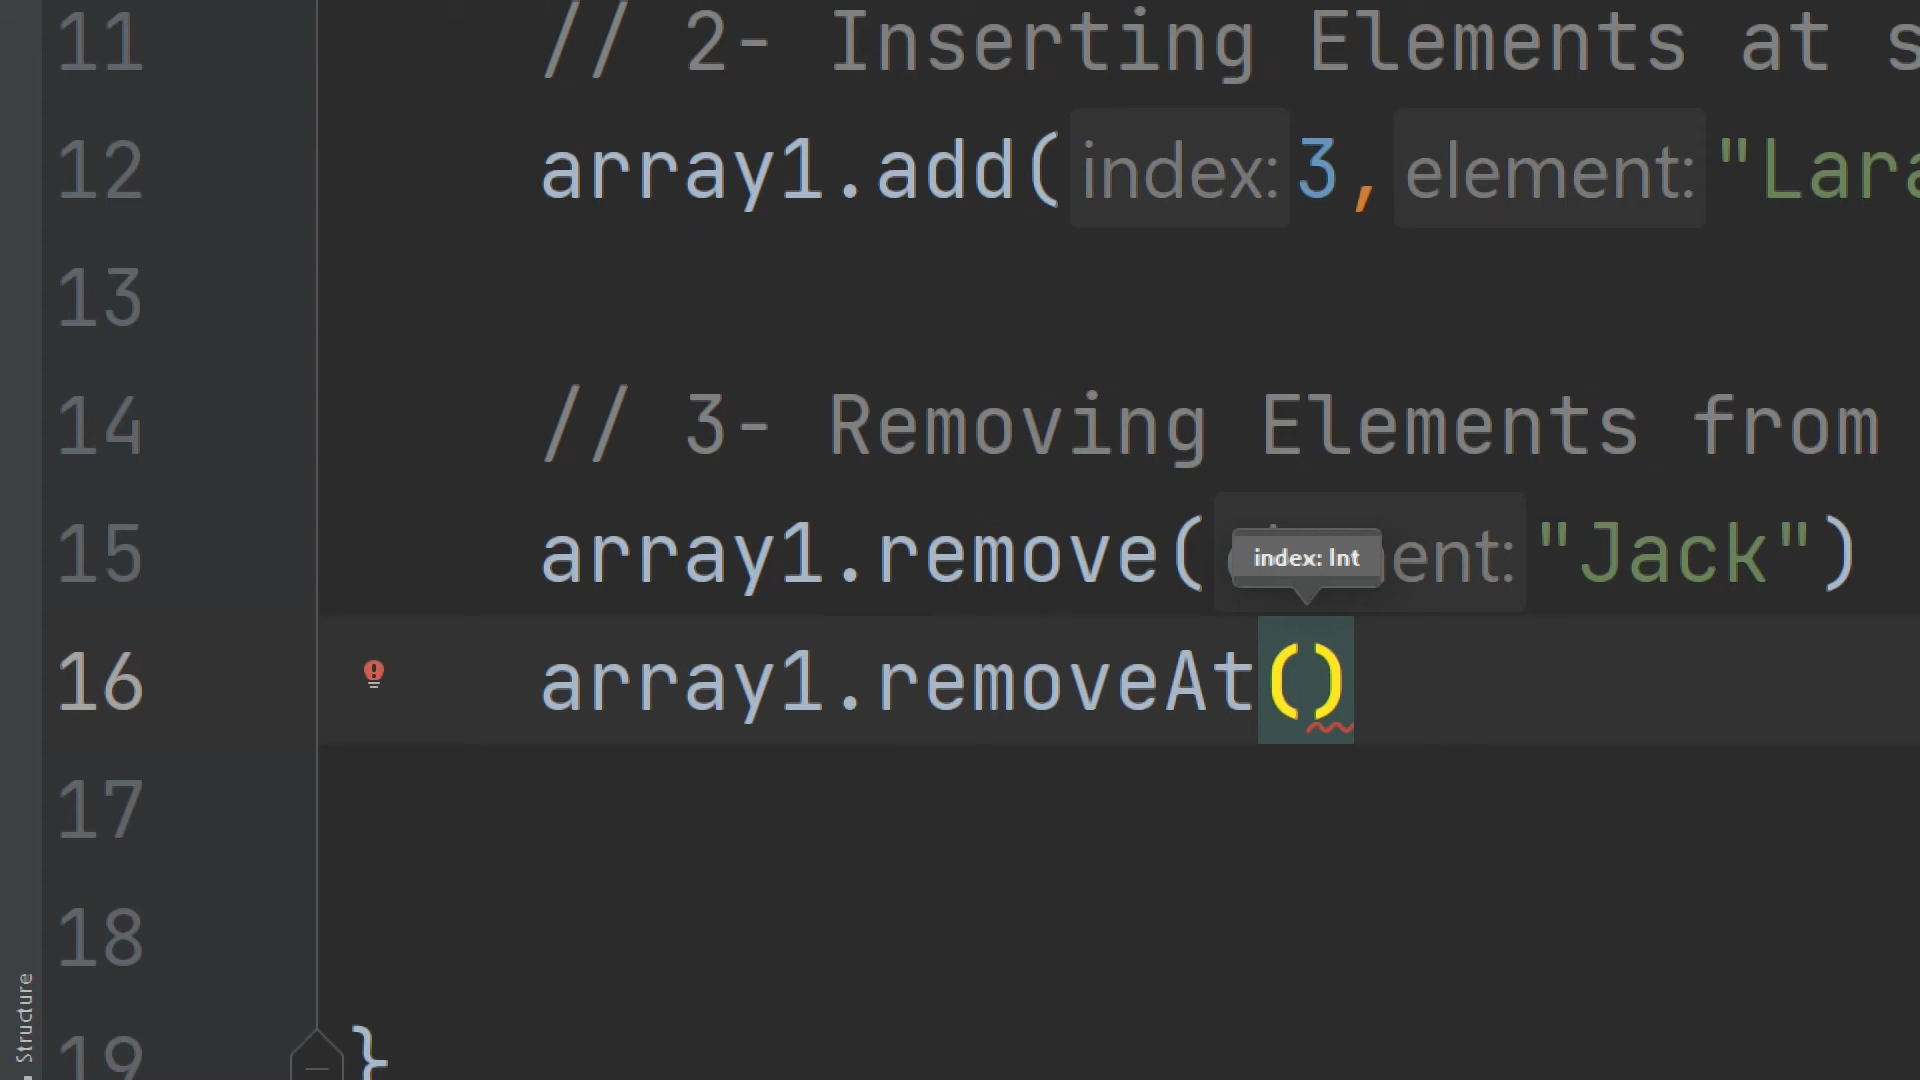 11 // 2- Inserting Elements at s
12 array1.add(index: 3, element: "Lara
13
14 // 3- Removing Elements from
15 array1.remove( ent: "Jack")
index: Int
16 array1.removeAt()
17
18
19 }
Structure